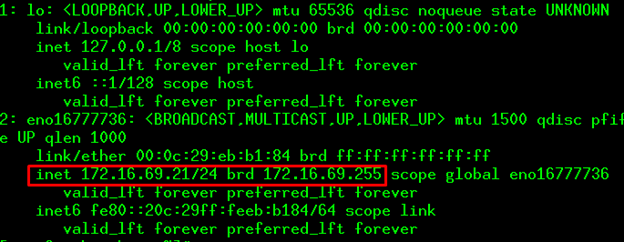 1: lo: <LOOPBACK,UP,LOWER_UP> mtu 65536 qdisc noqueue state UNKNOWN
link/loopback 00:00:00:00:00:00 brd 00:00:00:00:00:00
inet 127.0.0.1/8 scope host lo
valid_lft forever preferred_lft forever
inet6 ::1/128 scope host
valid_lft forever preferred_lft forever
2: eno16777736: <BROADCAST,MULTICAST,UP,LOWER_UP> mtu 1500 qdisc pfif
e UP qlen 1000
link/ether 00:0c:29:eb:b1:84 brd ff:ff:ff:ff:ff:ff
inet 172.16.69.21/24 brd 172.16.69.255 scope global eno16777736
valid_lft forever preferred_lft forever
inet6 fe80::20c:29ff:feeb:b184/64 scope link
valid_lft forever preferred_lft forever